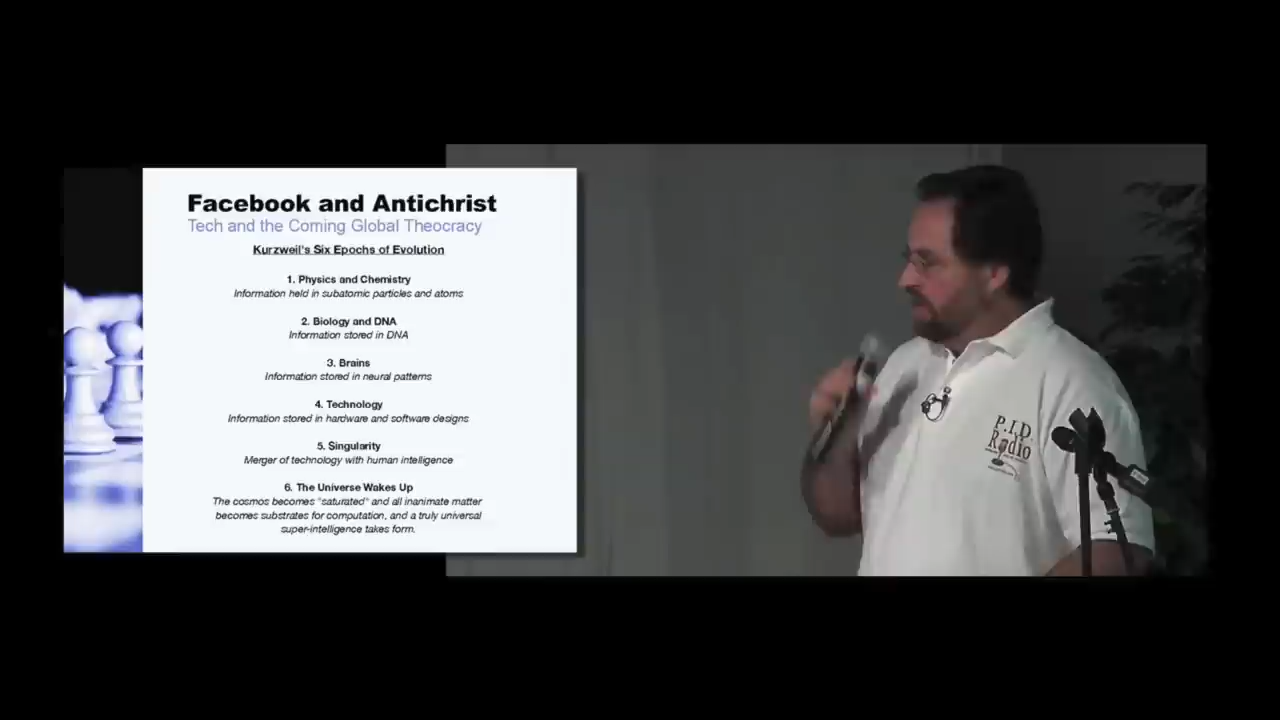 Facebook and Antichrist
Tech and the Coming Global Theocracy
Kurzweil's Six Epochs of Evolution
1. Physics and Chemistry
Information held in subatomic particles and atoms
2. Biology and DNA
Information stored in DNA
3. Brains
Information stored in neural patterns
4. Technology
Information stored in hardware and software designs
5. Singularity
Merger of technology with human intelligence
6. The Universe Wakes Up
The cosmos becomes "saturated" and all inanimate matter
becomes substrates for computation, and a truly universal
super-intelligence takes form.
P.I.D.
Radio